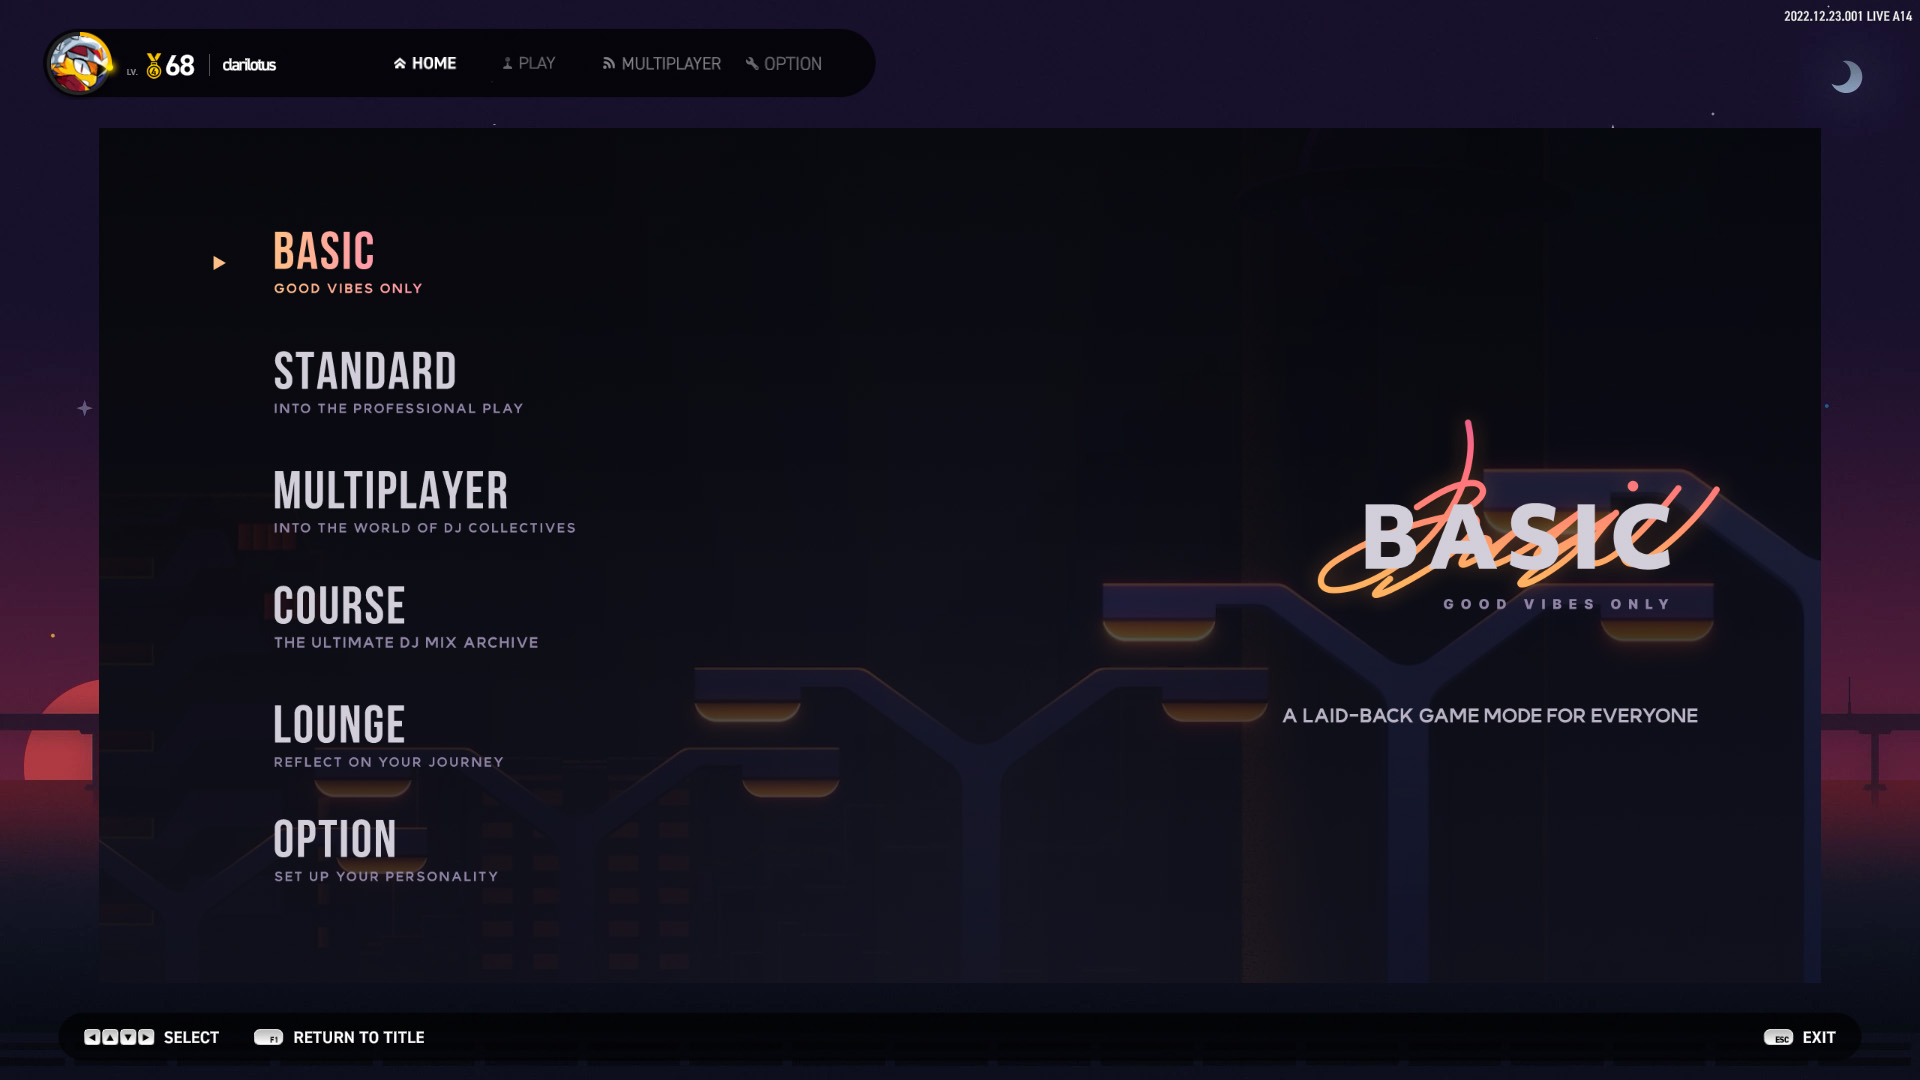 2022.12.23.001 LIVE A14
LV. 68 clarilotus HOME PLAY MULTIPLAYER OPTION
BASIC
GOOD VIBES ONLY
STANDARD
INTO THE PROFESSIONAL PLAY
MULTIPLAYER
INTO THE WORLD OF DJ COLLECTIVES
COURSE
THE ULTIMATE DJ MIX ARCHIVE
LOUNGE
REFLECT ON YOUR JOURNEY
OPTION
SET UP YOUR PERSONALITY
Basic
BASIC
GOOD VIBES ONLY
A LAID-BACK GAME MODE FOR EVERYONE
SELECT F1 RETURN TO TITLE ESC EXIT